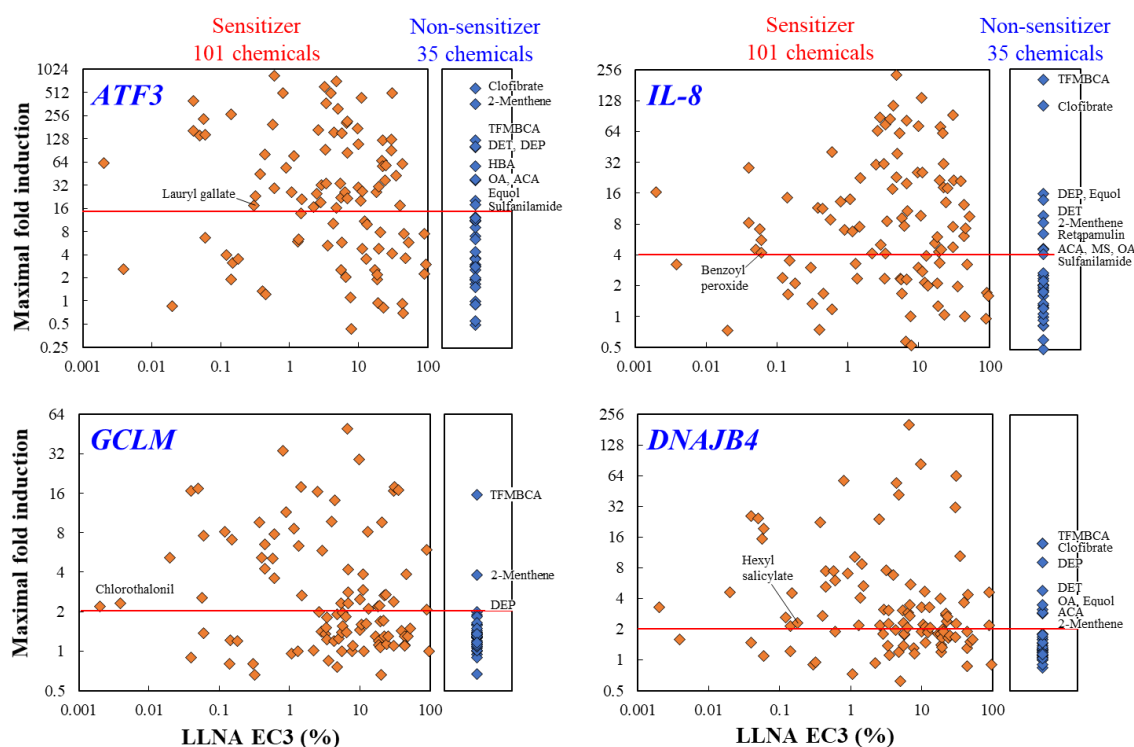 Sensitizer
101 chemicals
Non-sensitizer
35 chemicals
Sensitizer
101 chemicals
Non-sensitizer
35 chemicals
Maximal fold induction
1024
512
256
128
64
32
16
8
4
2
1
0.5
0.25
ATF3
Lauryl gallate
0.001
0.01
0.1
1
10
100
Clofibrate
2-Menthene
TFMBCA
DET, DEP
HBA
OA, ACA
Equol
Sulfanilamide
256
128
64
32
16
8
4
2
1
0.5
IL-8
Benzoyl
peroxide
0.001
0.01
0.1
1
10
100
TFMBCA
Clofibrate
DEP, Equol
DET
2-Menthene
Retapamulin
ACA, MS, OA
Sulfanilamide
Maximal fold induction
64
32
16
8
4
2
1
0.5
GCLM
Chlorothalonil
0.001
0.01
0.1
1
10
100
LLNA EC3 (%)
TFMBCA
2-Menthene
DEP
256
128
64
32
16
8
4
2
1
0.5
DNAJB4
Hexyl
salicylate
0.001
0.01
0.1
1
10
100
LLNA EC3 (%)
TFMBCA
Clofibrate
DEP
DET
OA, Equol
ACA
2-Menthene